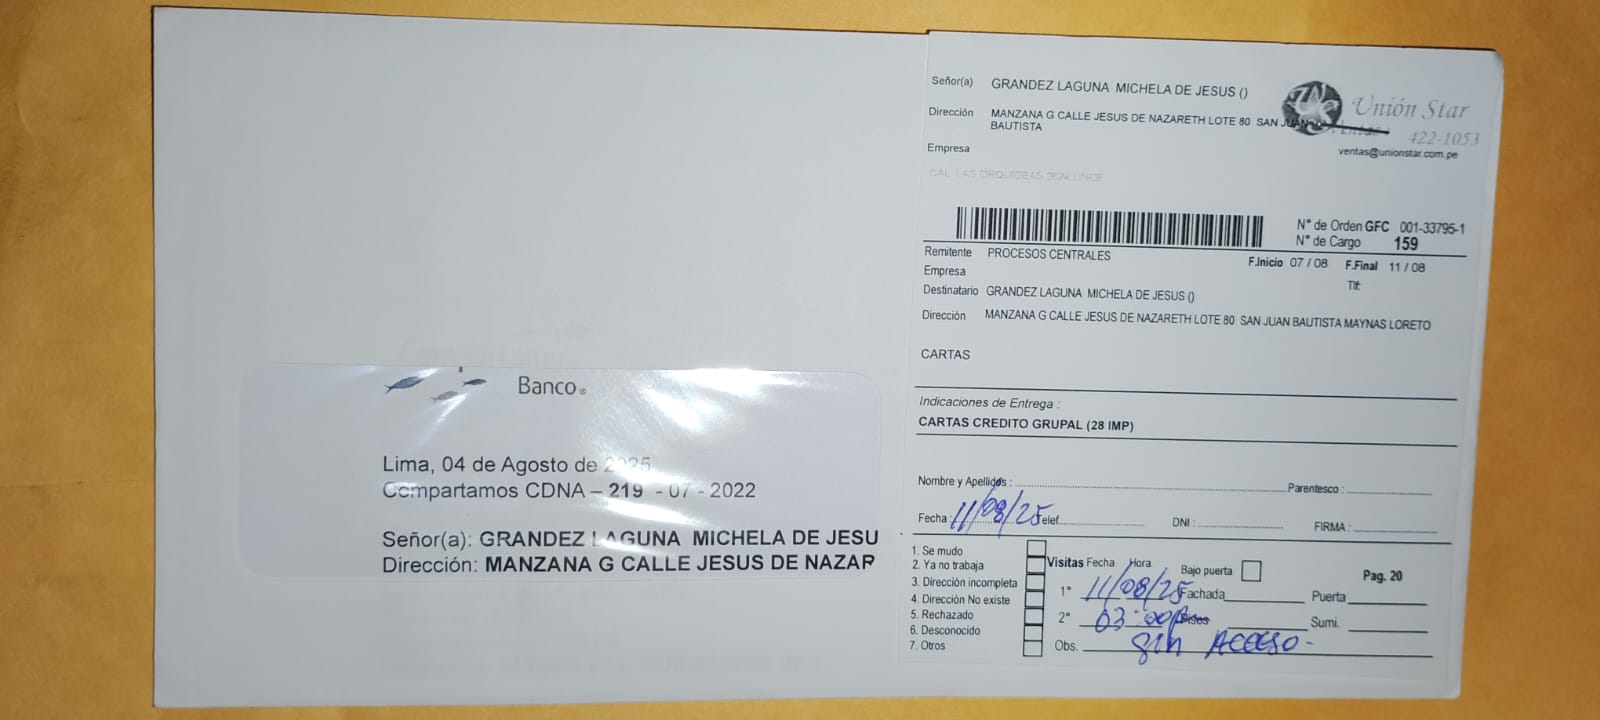 Banco®
Lima, 04 de Agosto de 2025
Compartamos CDNA – 219 - 07 - 2022
Señor(a): GRANDEZ LAGUNA MICHELA DE JESU
Dirección: MANZANA G CALLE JESUS DE NAZAR
Señor(a) GRANDEZ LAGUNA MICHELA DE JESUS ()
Dirección MANZANA G CALLE JESUS DE NAZARETH LOTE 80 SAN JUAN
BAUTISTA
Empresa
CAL. LAS ORQUIDEAS 2624 LINCE
Unión Star
Ventas
422-1053
ventas@unionstar.com.pe
N° de Orden GFC 001-33795-1
N° de Cargo 159
Remitente PROCESOS CENTRALES
F.Inicio 07 / 08 F.Final 11 / 08
Empresa
Tlf:
Destinatario GRANDEZ LAGUNA MICHELA DE JESUS ()
Dirección MANZANA G CALLE JESUS DE NAZARETH LOTE 80 SAN JUAN BAUTISTA MAYNAS LORETO
CARTAS
Indicaciones de Entrega :
CARTAS CREDITO GRUPAL (28 IMP)
Nombre y Apellidos : Parentesco :
Fecha : 11/08/25 Telef. DNI : FIRMA :
1. Se mudo
2. Ya no trabaja
3. Dirección incompleta
4. Dirección No existe
5. Rechazado
6. Desconocido
7. Otros
Visitas Fecha Hora Bajo puerta Pag. 20
1° 11/08/25 Fachada Puerta
2° 03:00 Pisos Sumi.
Obs. Sin Acceso-